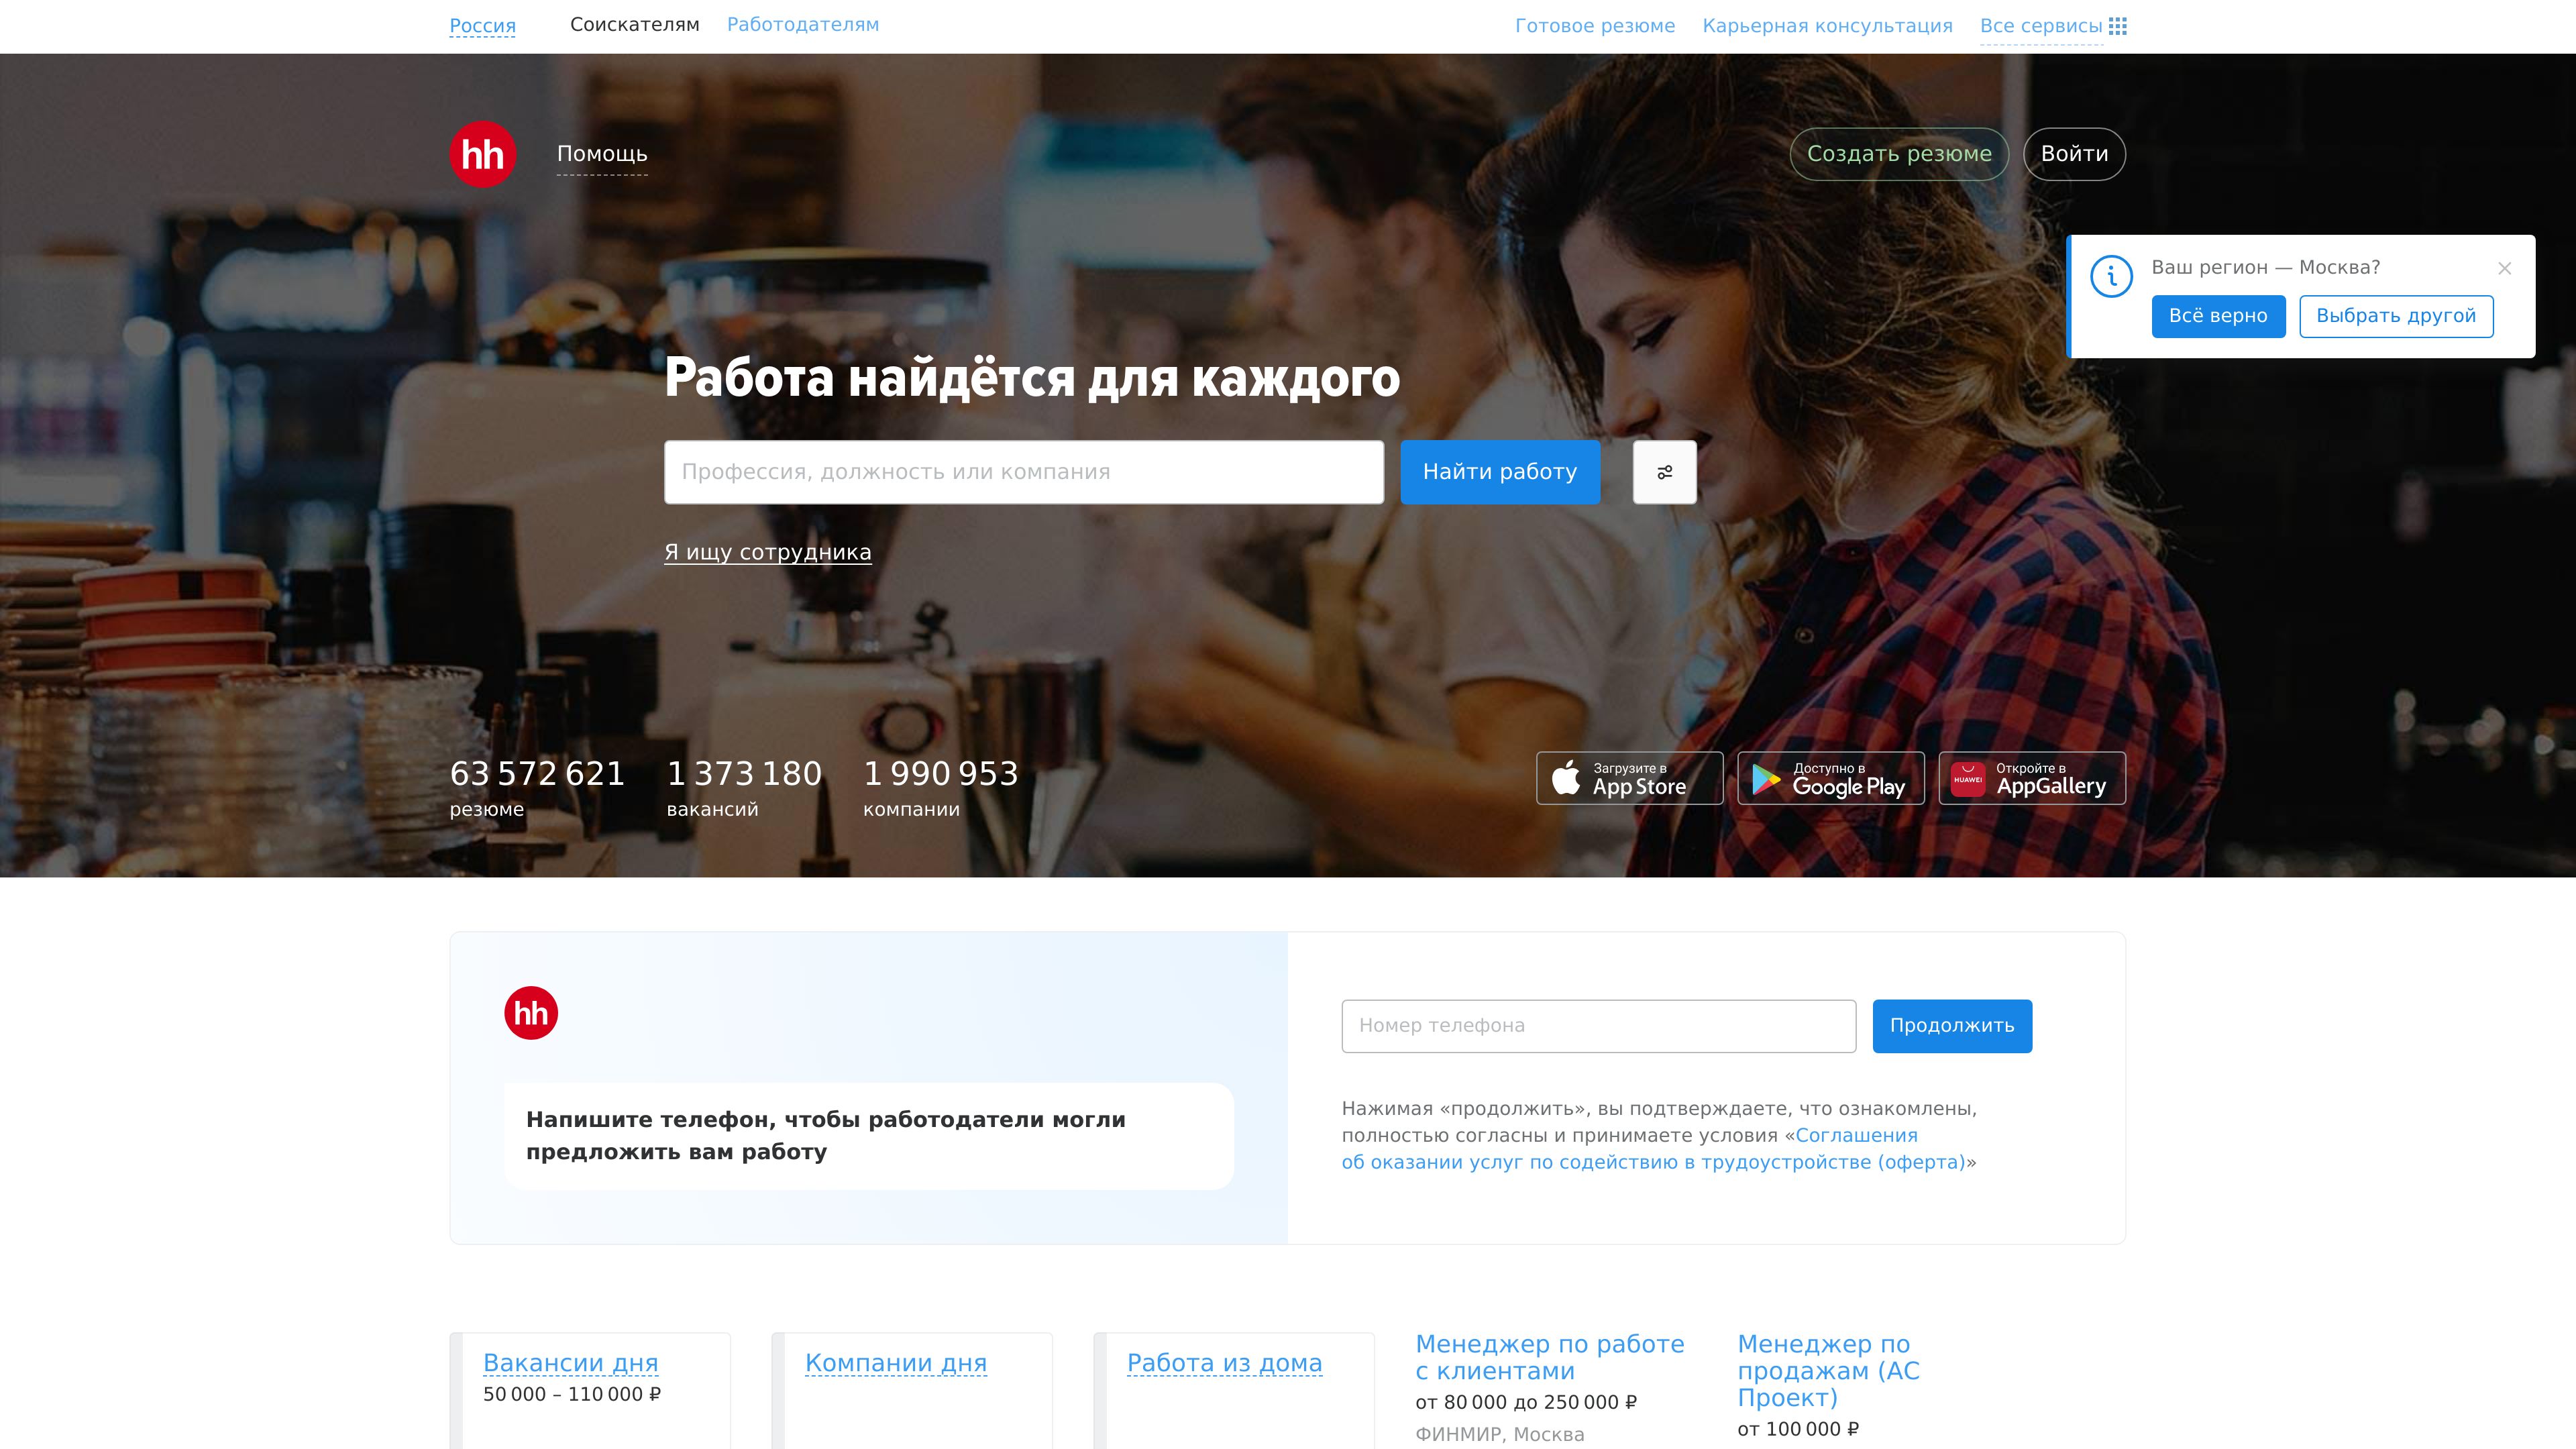 Россия Соискателям Работодателям Готовое резюме Карьерная консультация Все сервисы
hh Помощь Создать резюме Войти
Ваш регион — Москва?
Всё верно Выбрать другой
Работа найдётся для каждого
Профессия, должность или компания Найти работу
Я ищу сотрудника
63 572 621 1 373 180 1 990 953
резюме вакансий компании
Загрузите в
App Store
Доступно в
Google Play
HUAWEI
Откройте в
AppGallery
hh
Напишите телефон, чтобы работодатели могли
предложить вам работу
Номер телефона Продолжить
Нажимая «продолжить», вы подтверждаете, что ознакомлены,
полностью согласны и принимаете условия «Соглашения
об оказании услуг по содействию в трудоустройстве (оферта)»
Вакансии дня
50 000 – 110 000 ₽
Компании дня
Работа из дома
Менеджер по работе
с клиентами
от 80 000 до 250 000 ₽
ФИНМИР, Москва
Менеджер по
продажам (АС
Проект)
от 100 000 ₽